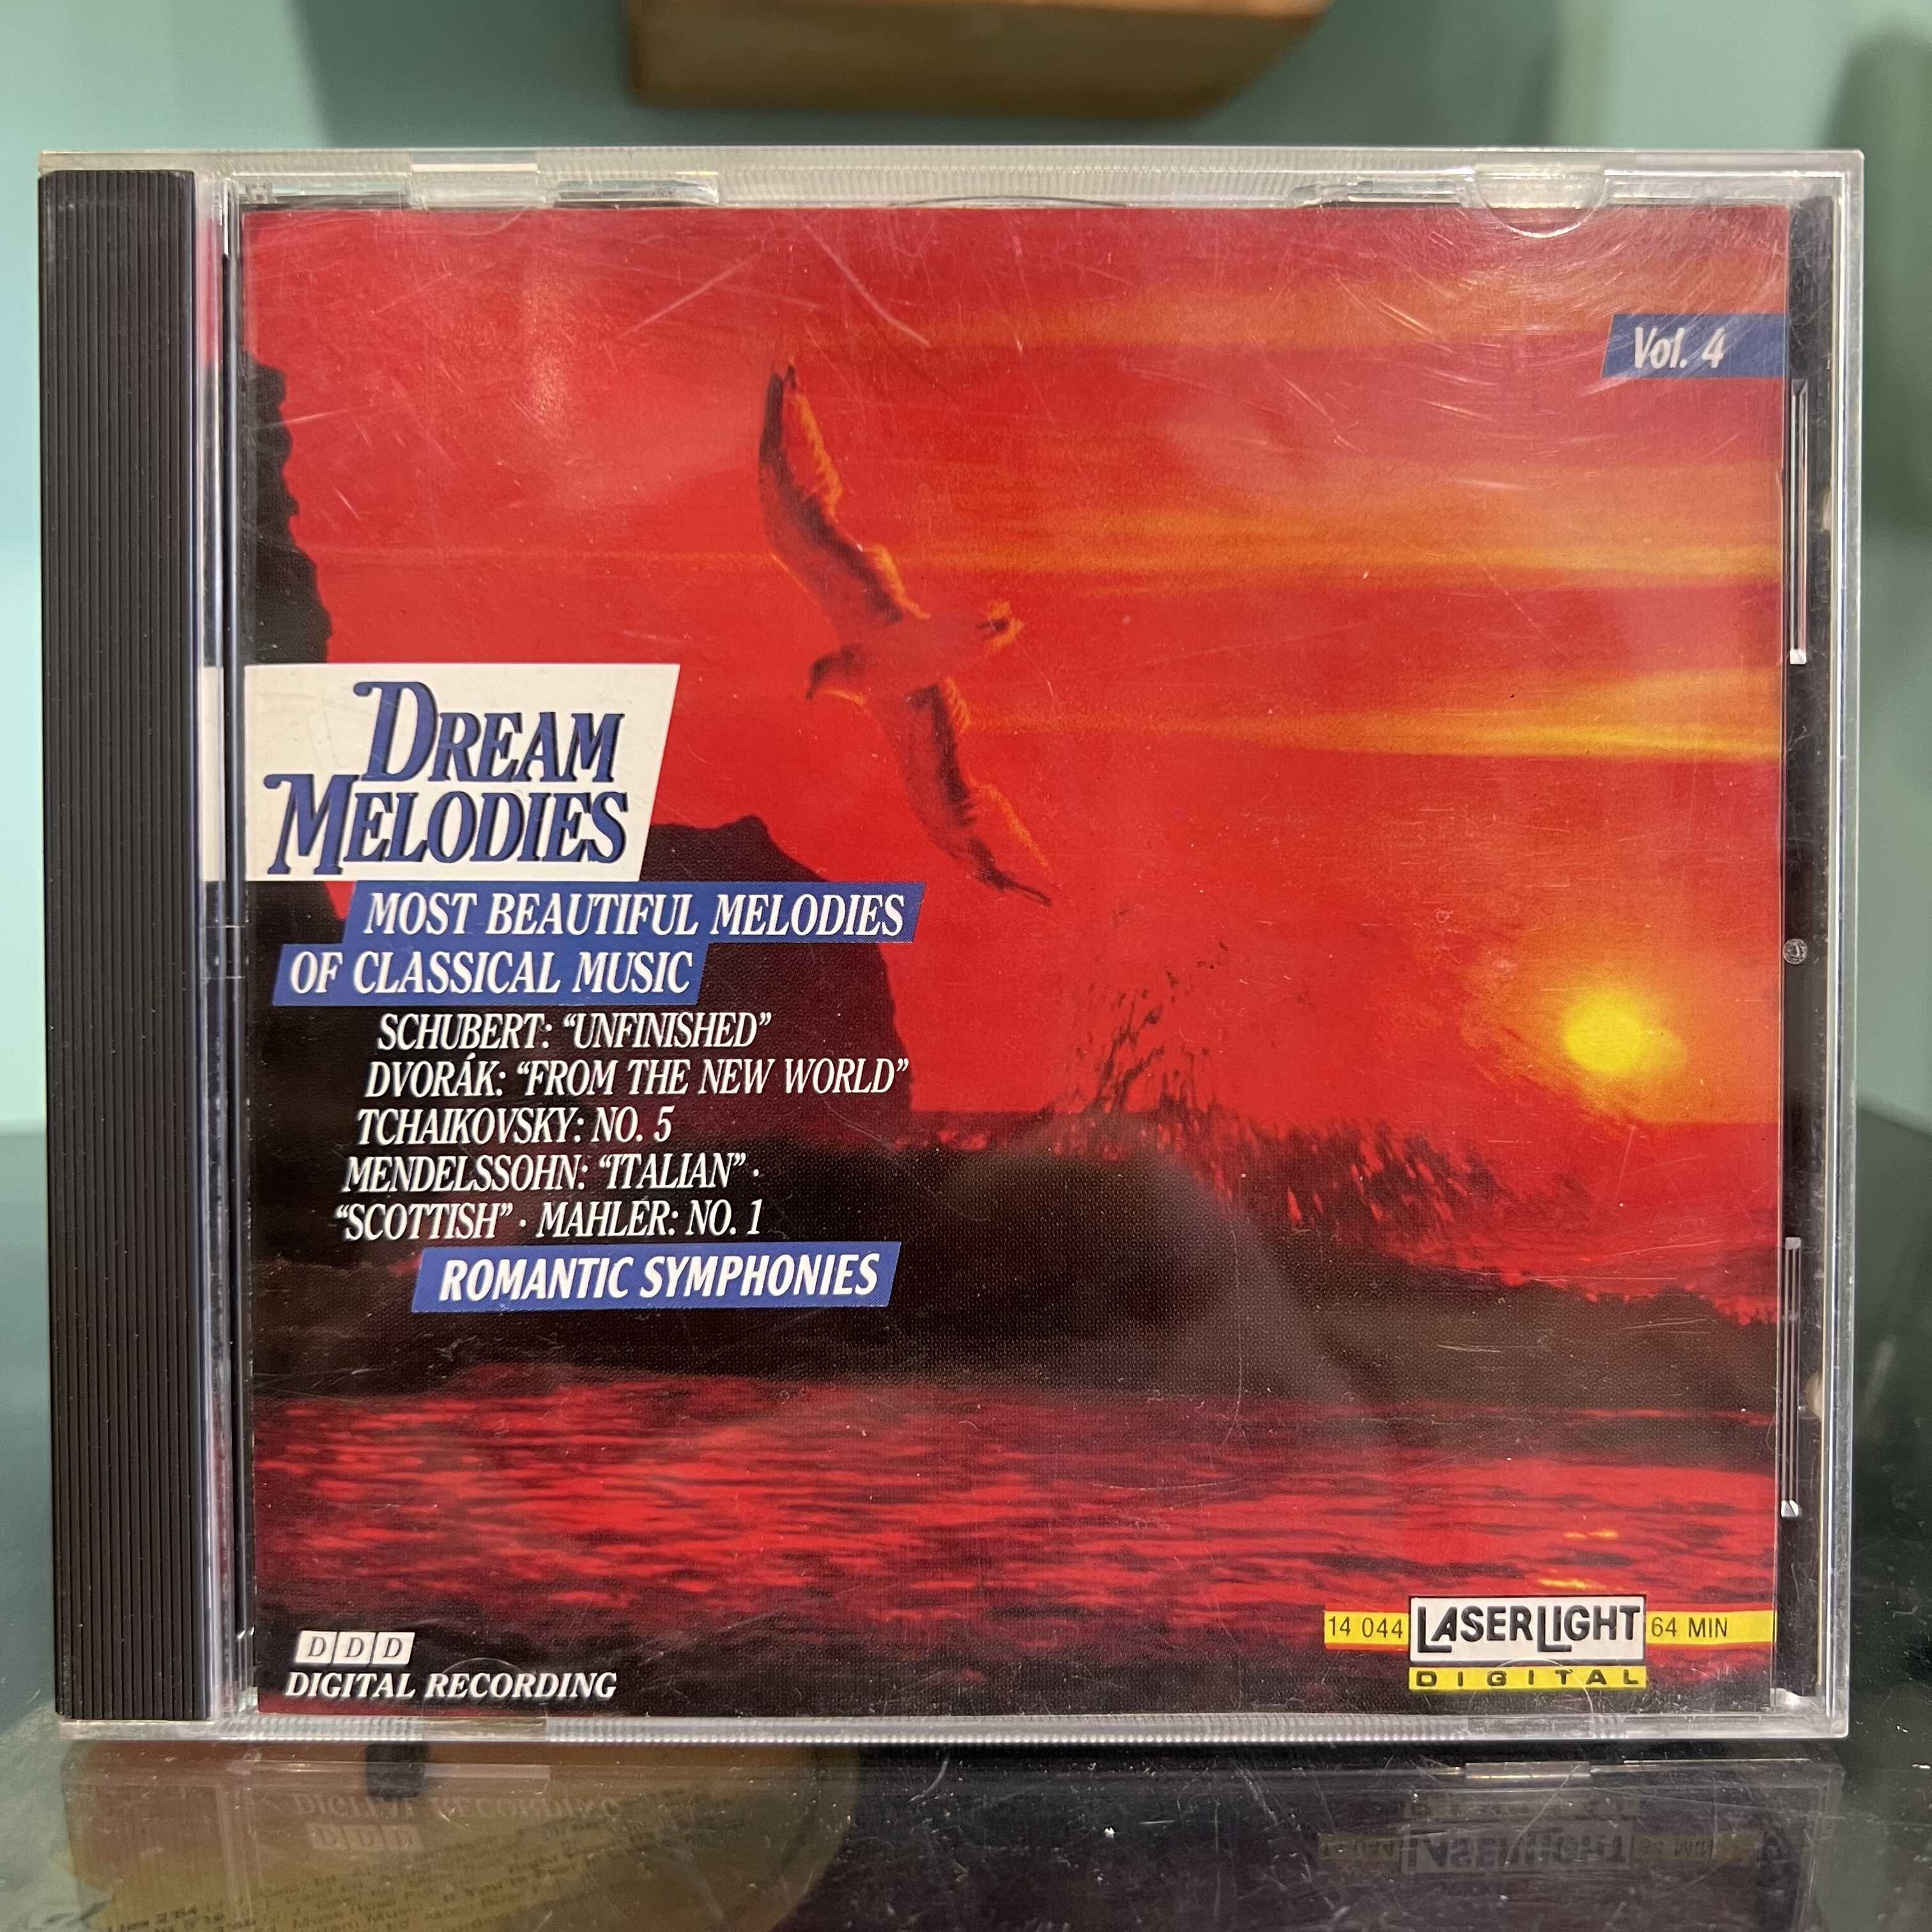 Vol. 4
DREAM
MELODIES
MOST BEAUTIFUL MELODIES
OF CLASSICAL MUSIC
SCHUBERT: “UNFINISHED”
DVORÁK: “FROM THE NEW WORLD”
TCHAIKOVSKY: NO. 5
MENDELSSOHN: “ITALIAN” ·
“SCOTTISH” · MAHLER: NO. 1
ROMANTIC SYMPHONIES
DDD
DIGITAL RECORDING
14 044 LASERLIGHT 64 MIN
DIGITAL